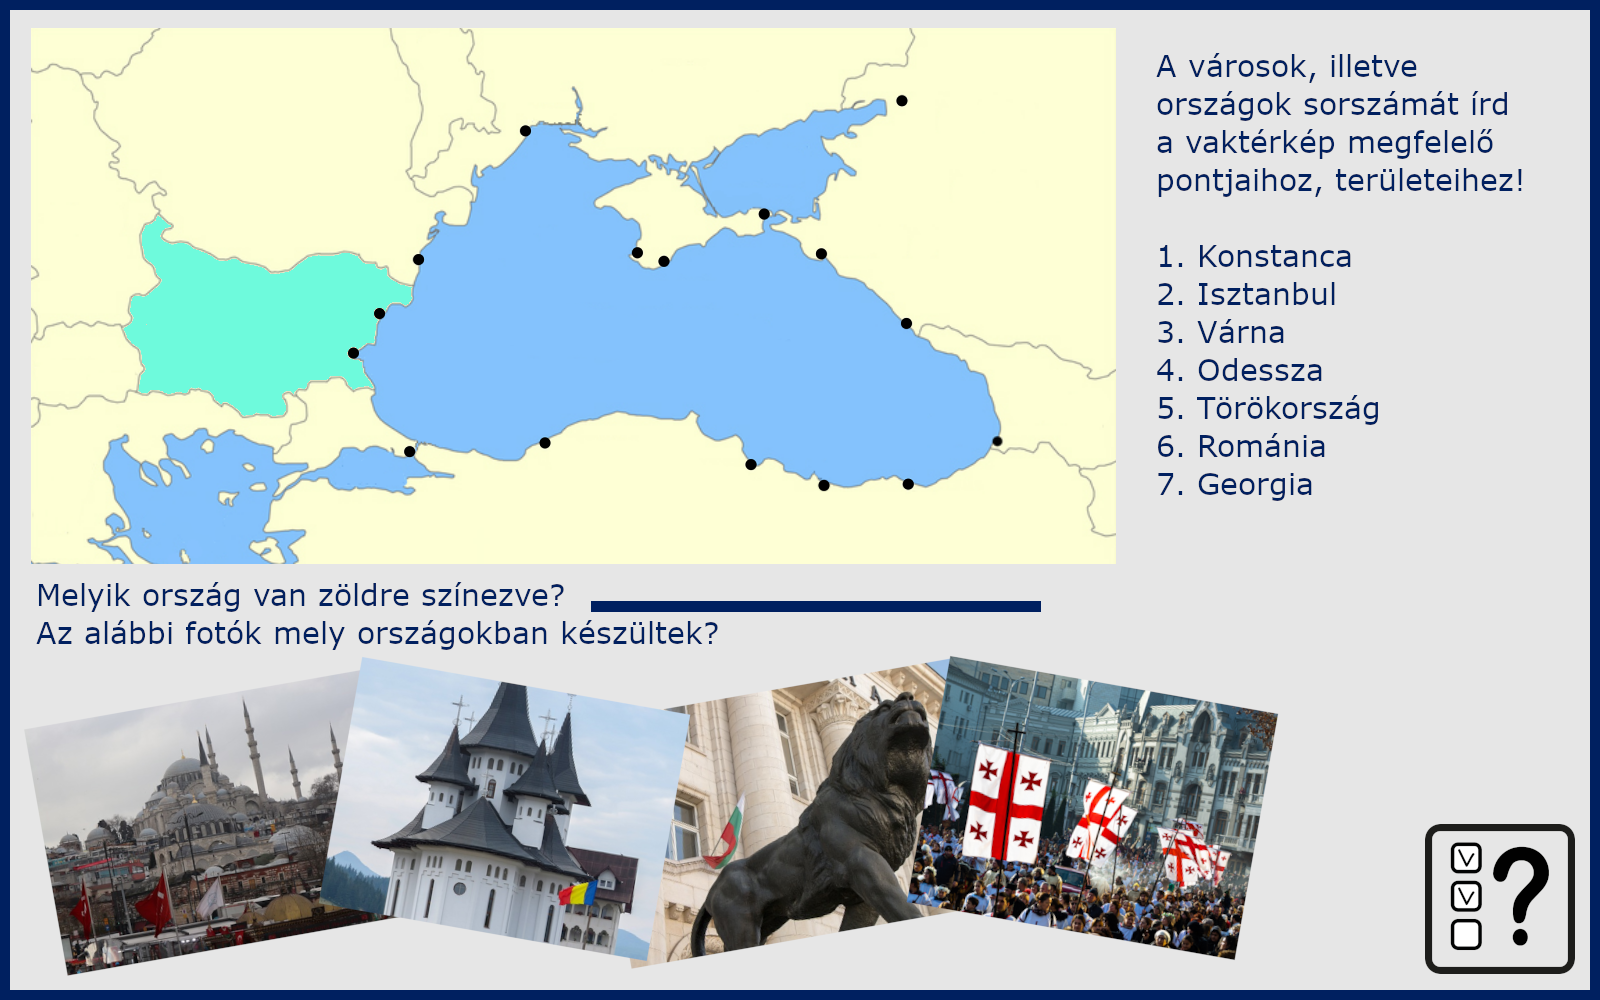 A városok, illetve
országok sorszámát írd
a vaktérkép megfelelő
pontjaihoz, területeihez!
1. Konstanca
2. Isztanbul
3. Várna
4. Odessza
5. Törökország
6. Románia
7. Georgia
Melyik ország van zöldre színezve?
Az alábbi fotók mely országokban készültek?